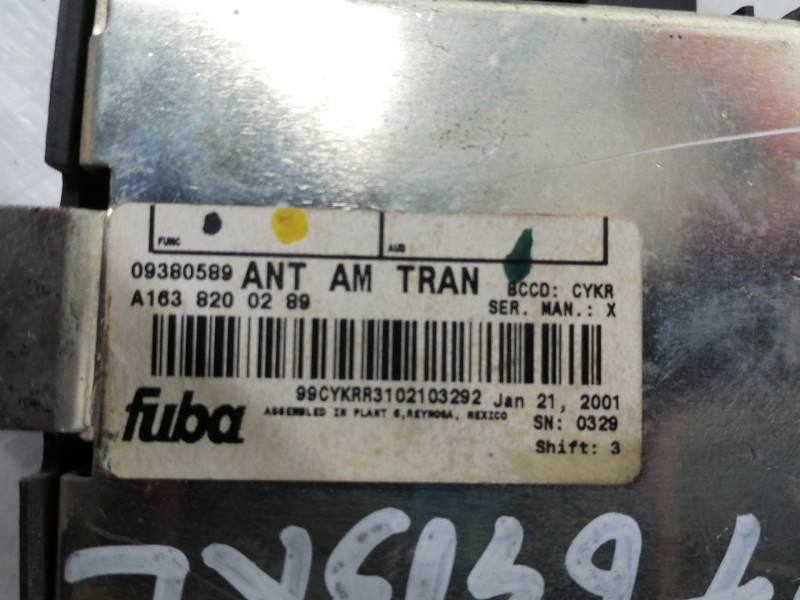 FUNC AUD
09380589 ANT AM TRAN BCCD: CYKR
A163 820 02 89 SER. MAN.: X
99CYKRR3102103292 Jan 21, 2001
fuba ASSEMBLED IN PLANT 6, REYNOSA, MEXICO SN: 0329
Shift: 3